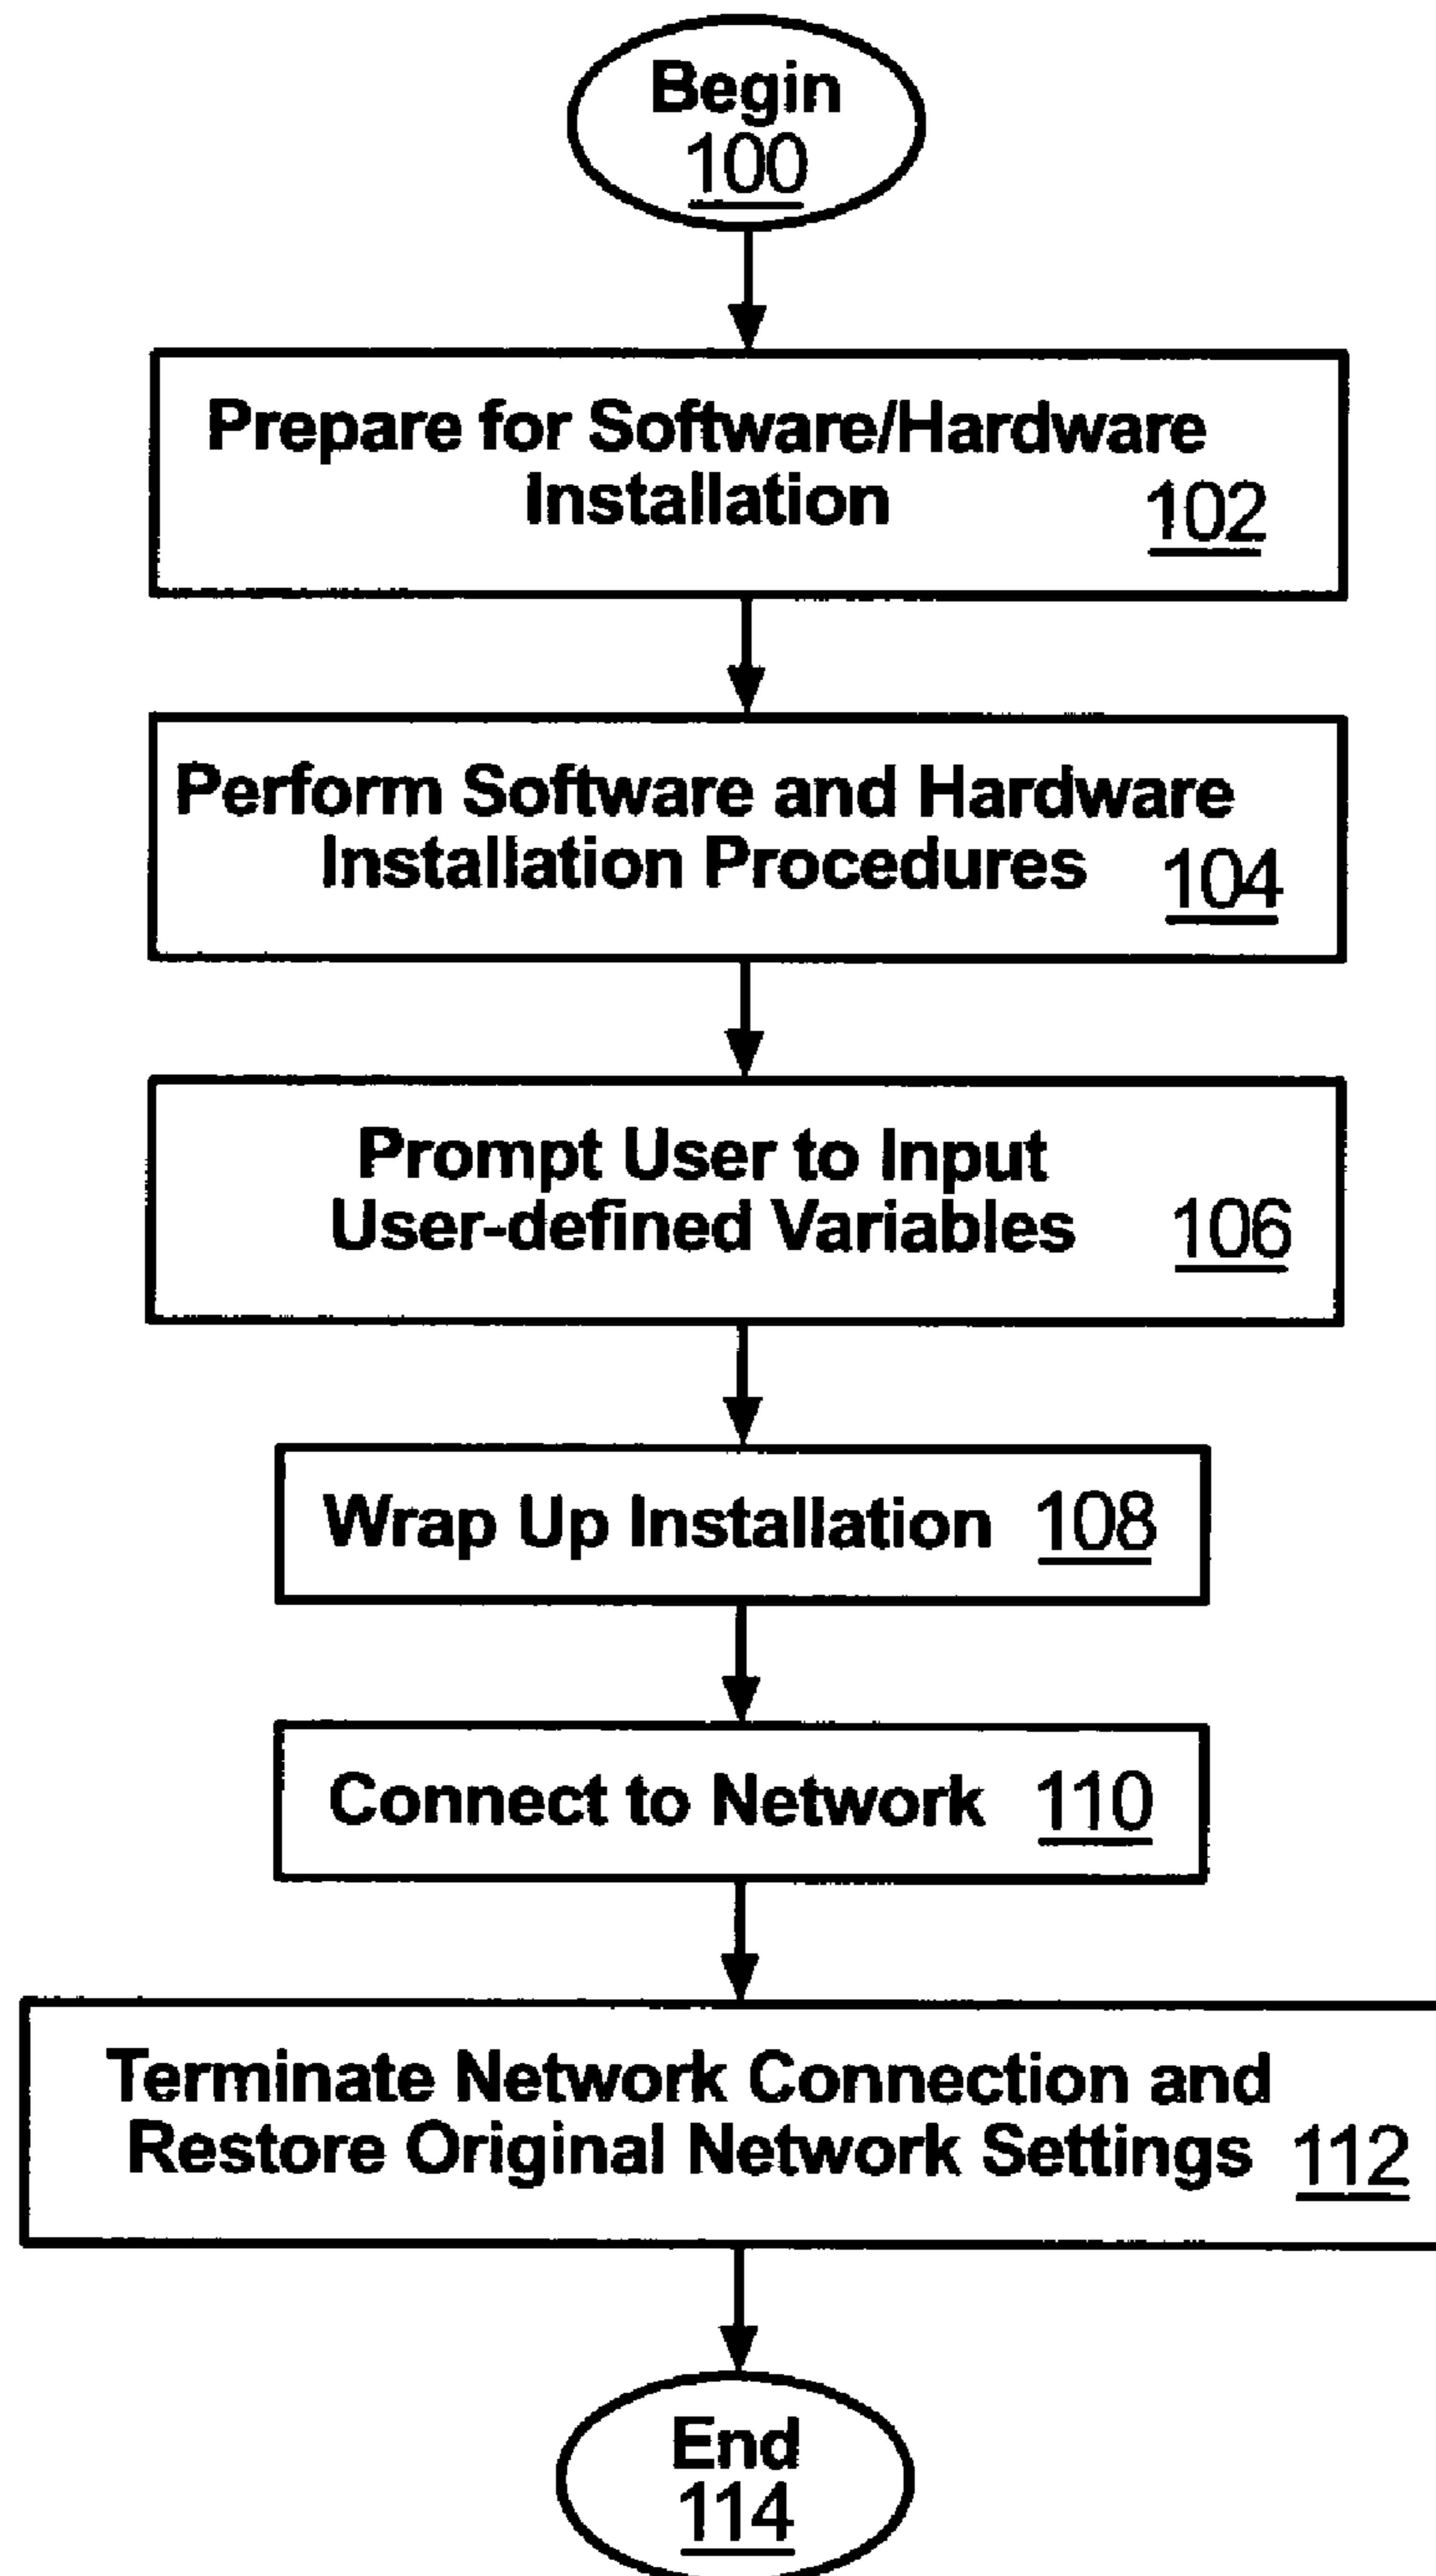 Begin
100
Prepare for Software/Hardware
Installation 102
Perform Software and Hardware
Installation Procedures 104
Prompt User to Input
User-defined Variables 106
Wrap Up Installation 108
Connect to Network 110
Terminate Network Connection and
Restore Original Network Settings 112
End
114